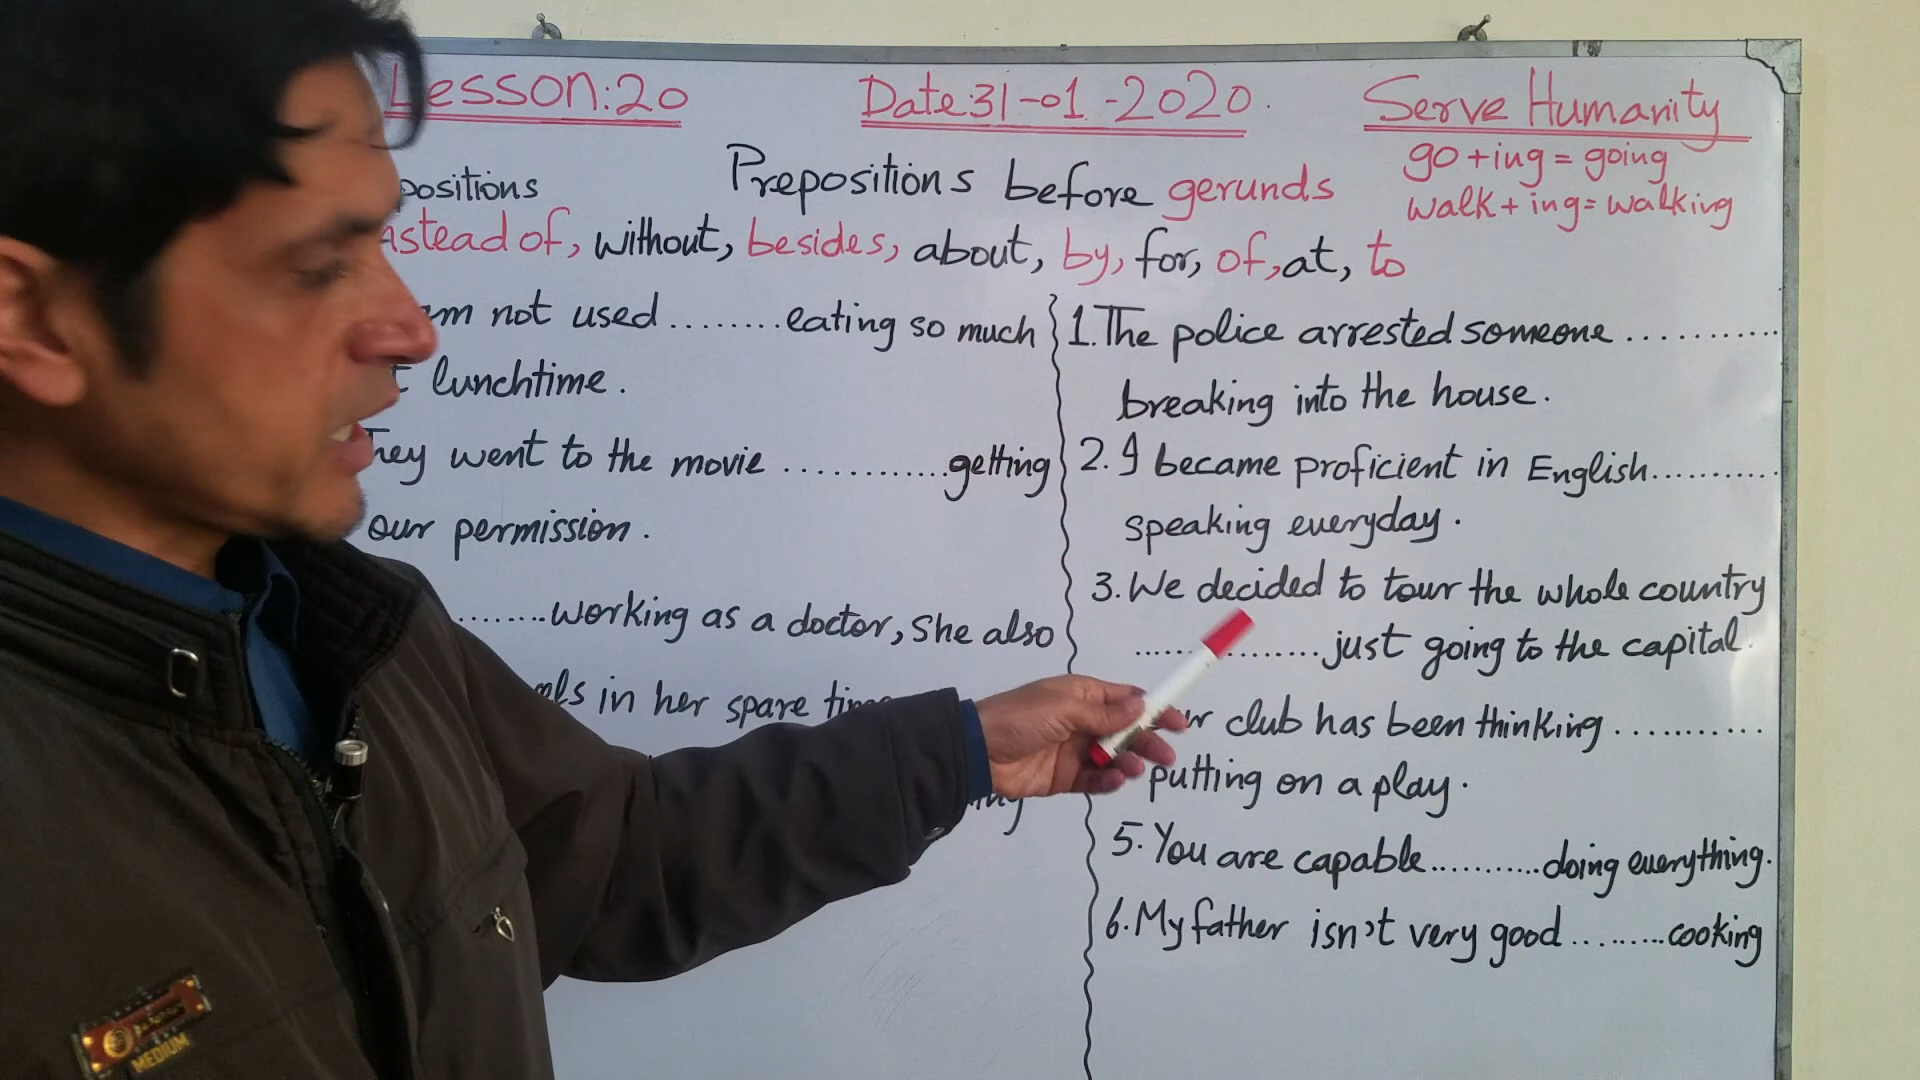 Lesson:20
Date:31-01-2020.
Serve Humanity
go+ing=going
walk+ing=walking
Prepositions before gerunds
positions
nstead of, without, besides, about, by, for, of, at, to
am not used ........ eating so much
lunchtime.
They went to the movie ............ getting
our permission.
........ working as a doctor, She also
in her spare time
1. The police arrested someone ...........
breaking into the house.
2. I became proficient in English ...........
speaking everyday.
3. We decided to tour the whole country
............... just going to the capital.
club has been thinking ...........
putting on a play.
5. You are capable .......... doing everything.
6. My father isn't very good ......... cooking
MEDIUM